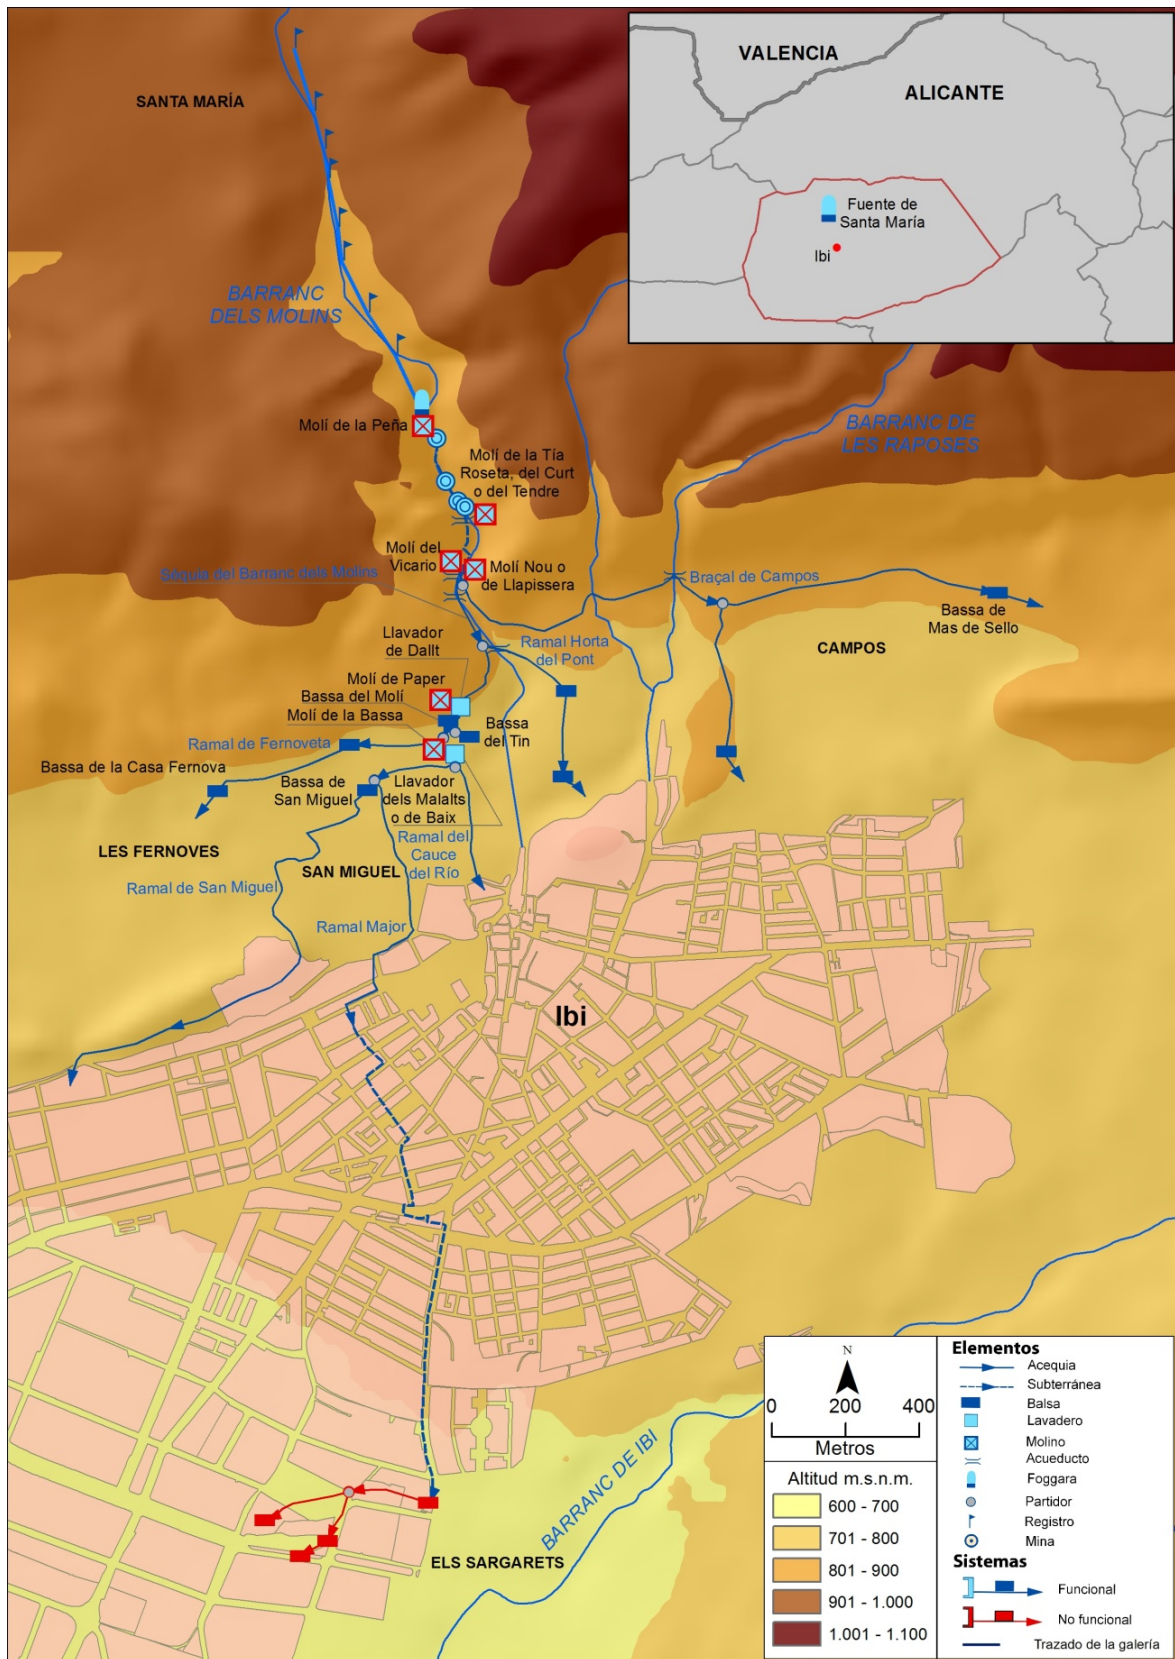 SANTA MARÍA
VALENCIA
ALICANTE
Fuente de
Santa María
Ibi
BARRANC
DELS MOLINS
Molí de la Peña
BARRANC DE
LES RAPOSES
Molí de la Tía
Roseta, del Curt
o del Tendre
Molí del
Vicario
Molí Nou o
de Llapissera
Séquia del Barranc dels Molins
Braçal de Campos
Bassa de
Mas de Sello
CAMPOS
Llavador
de Dallt
Ramal Horta
del Pont
Molí de Paper
Bassa del Molí
Molí de la Bassa
Bassa
del Tin
Ramal de Fernoveta
Bassa de la Casa Fernova
Bassa de
San Miguel
Llavador
dels Malalts
o de Baix
LES FERNOVES
SAN MIGUEL
Ramal del
Cauce
del Río
Ramal de San Miguel
Ramal Major
Ibi
BARRANC DE IBI
ELS SARGARETS
N
0 200 400
Metros
Altitud m.s.n.m.
600 - 700
701 - 800
801 - 900
901 - 1.000
1.001 - 1.100
Elementos
Acequia
Subterránea
Balsa
Lavadero
Molino
Acueducto
Foggara
Partidor
Registro
Mina
Sistemas
Funcional
No funcional
Trazado de la galería